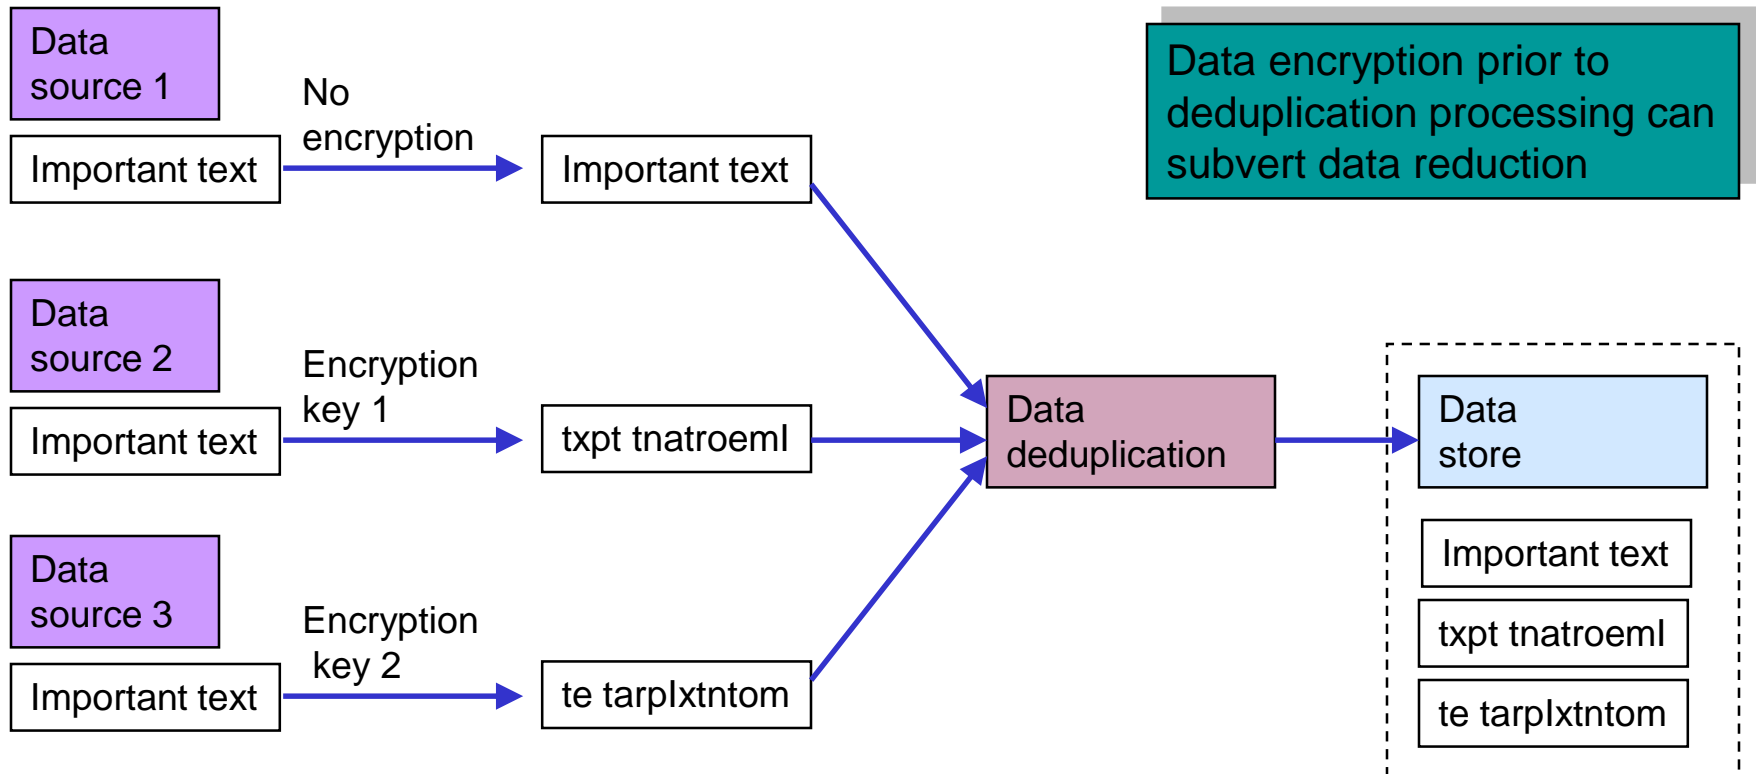 Data
source 1
No
encryption
Important text
Important text
Data encryption prior to
deduplication processing can
subvert data reduction
Data
source 2
Encryption
key 1
Important text
txpt tnatroemI
Data
deduplication
Data
store
Important text
txpt tnatroemI
te tarpIxtntom
Data
source 3
Encryption
key 2
Important text
te tarpIxtntom